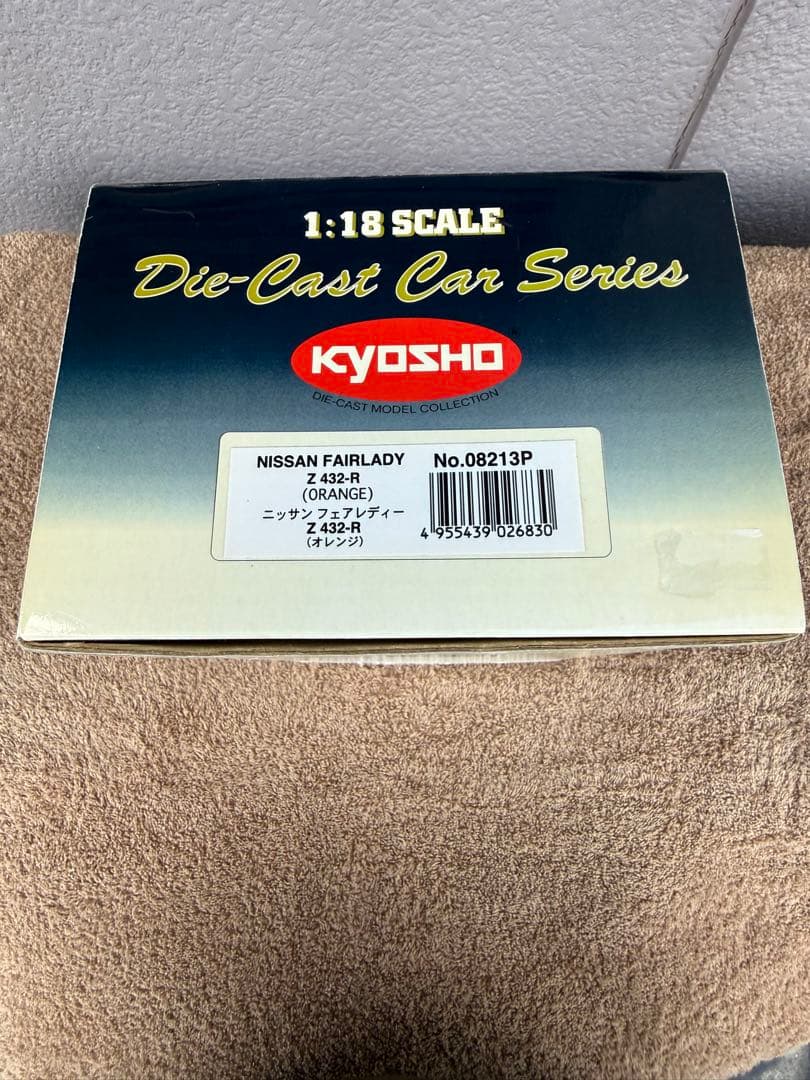 1:18 SCALE
Die-Cast Car Series
KYOSHO
DIE-CAST MODEL COLLECTION
NISSAN FAIRLADY
Z 432-R
(ORANGE)
ニッサン フェアレディー
Z 432-R
(オレンジ)
No.08213P
4 955439 026830